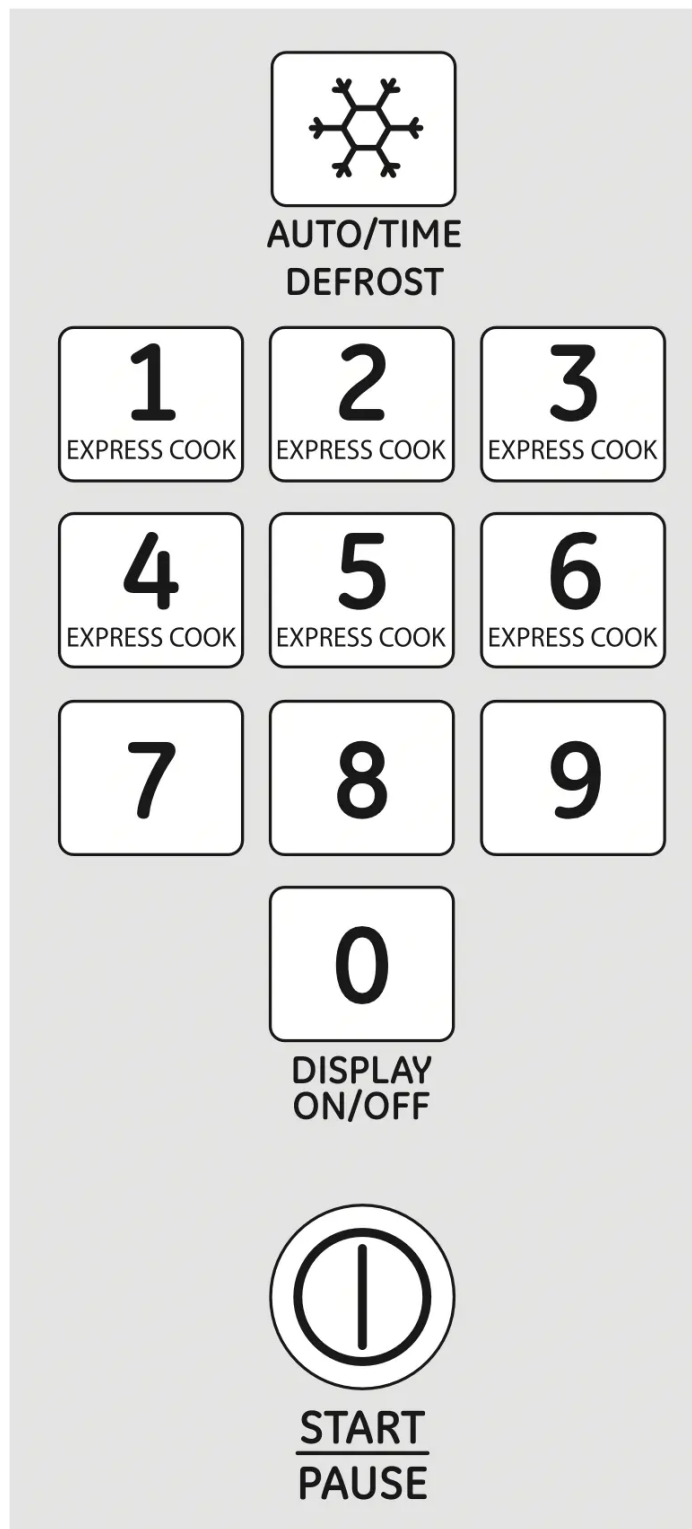 AUTO/TIME
DEFROST
1 2 3
EXPRESS COOK EXPRESS COOK EXPRESS COOK
4 5 6
EXPRESS COOK EXPRESS COOK EXPRESS COOK
7 8 9
0
DISPLAY
ON/OFF
START
PAUSE